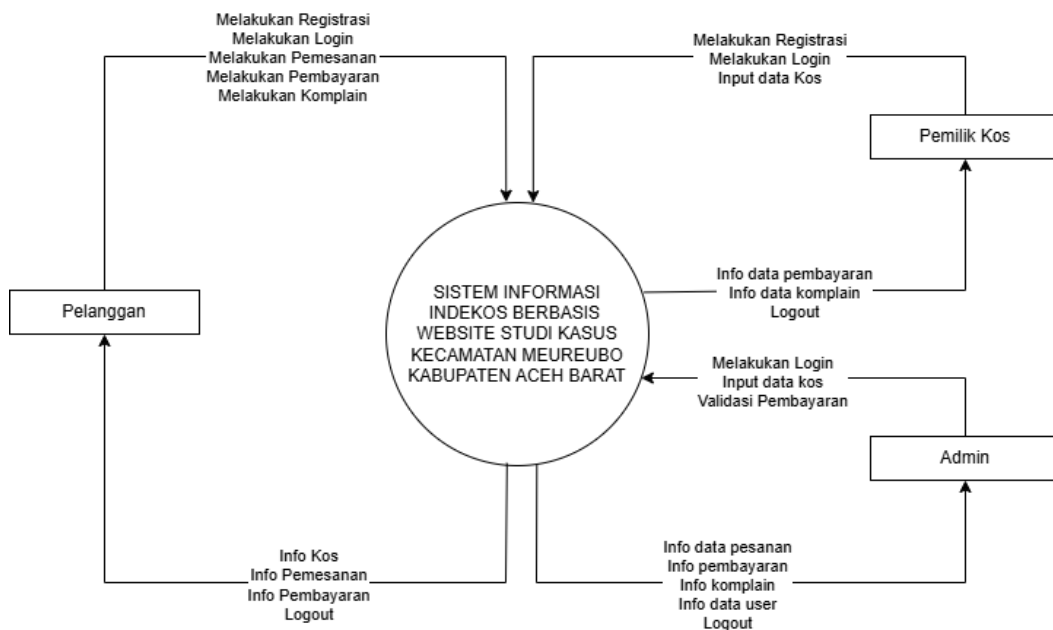 Melakukan Registrasi
Melakukan Login
Melakukan Pemesanan
Melakukan Pembayaran
Melakukan Komplain
Melakukan Registrasi
Melakukan Login
Input data Kos
Pemilik Kos
Pelanggan
SISTEM INFORMASI
INDEKOS BERBASIS
WEBSITE STUDI KASUS
KECAMATAN MEUREUBO
KABUPATEN ACEH BARAT
Info data pembayaran
Info data komplain
Logout
Melakukan Login
Input data kos
Validasi Pembayaran
Admin
Info Kos
Info Pemesanan
Info Pembayaran
Logout
Info data pesanan
Info pembayaran
Info komplain
Info data user
Logout